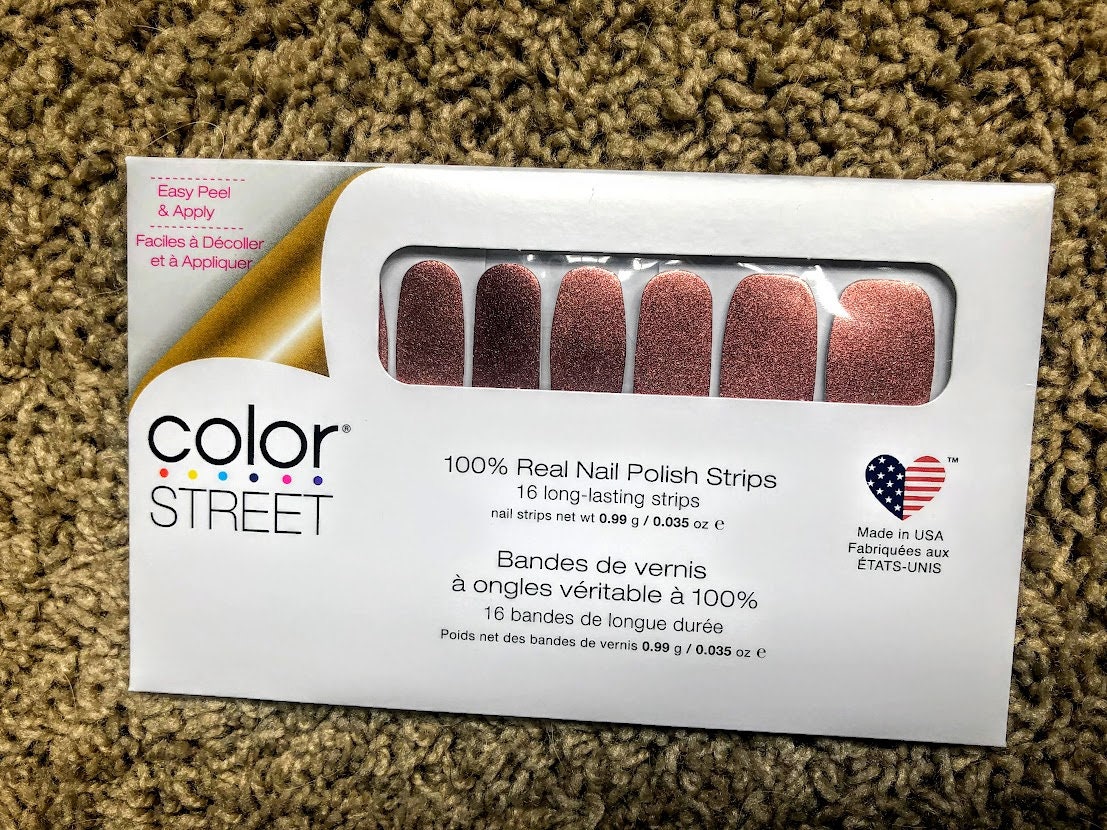 Easy Peel
& Apply
Faciles à Décoller
et à Appliquer
color®
STREET
100% Real Nail Polish Strips
16 long-lasting strips
nail strips net wt 0.99 g / 0.035 oz ℮
Bandes de vernis
à ongles véritable à 100%
16 bandes de longue durée
Poids net des bandes de vernis 0.99 g / 0.035 oz ℮
™
Made in USA
Fabriquées aux
ÉTATS-UNIS